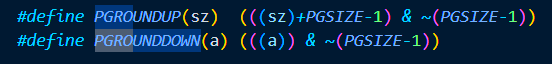 #define PGROUNDUP(sz)  (((sz)+PGSIZE-1) & ~(PGSIZE-1))
#define PGROUNDDOWN(a) (((a)) & ~(PGSIZE-1))